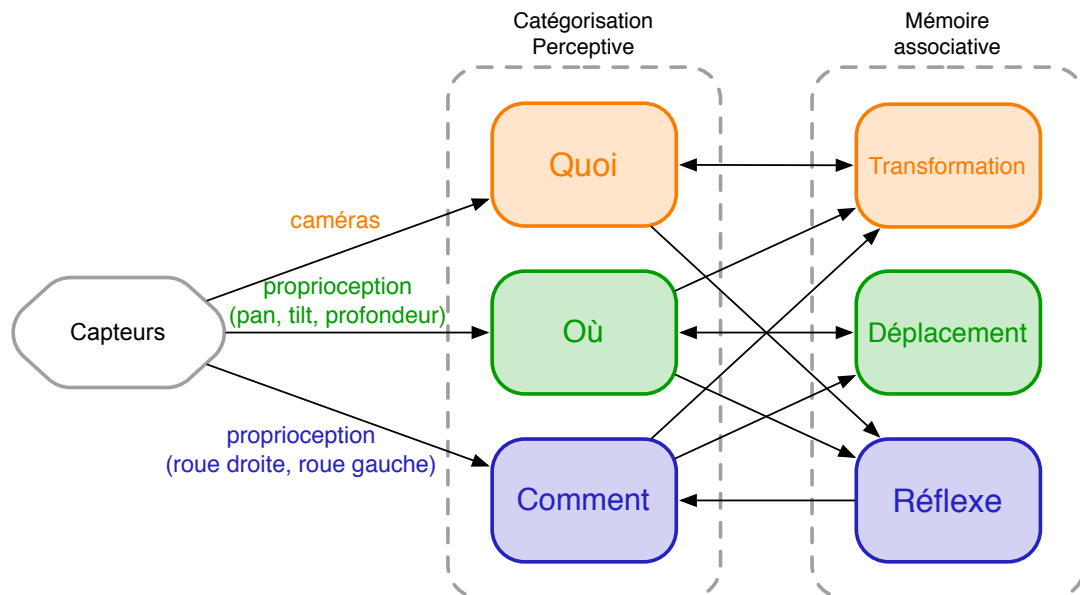 Catégorisation
Perceptive
Mémoire
associative
Quoi
Transformation
caméras
proprioception
(pan, tilt, profondeur)
Capteurs
Où
Déplacement
proprioception
(roue droite, roue gauche)
Comment
Réflexe